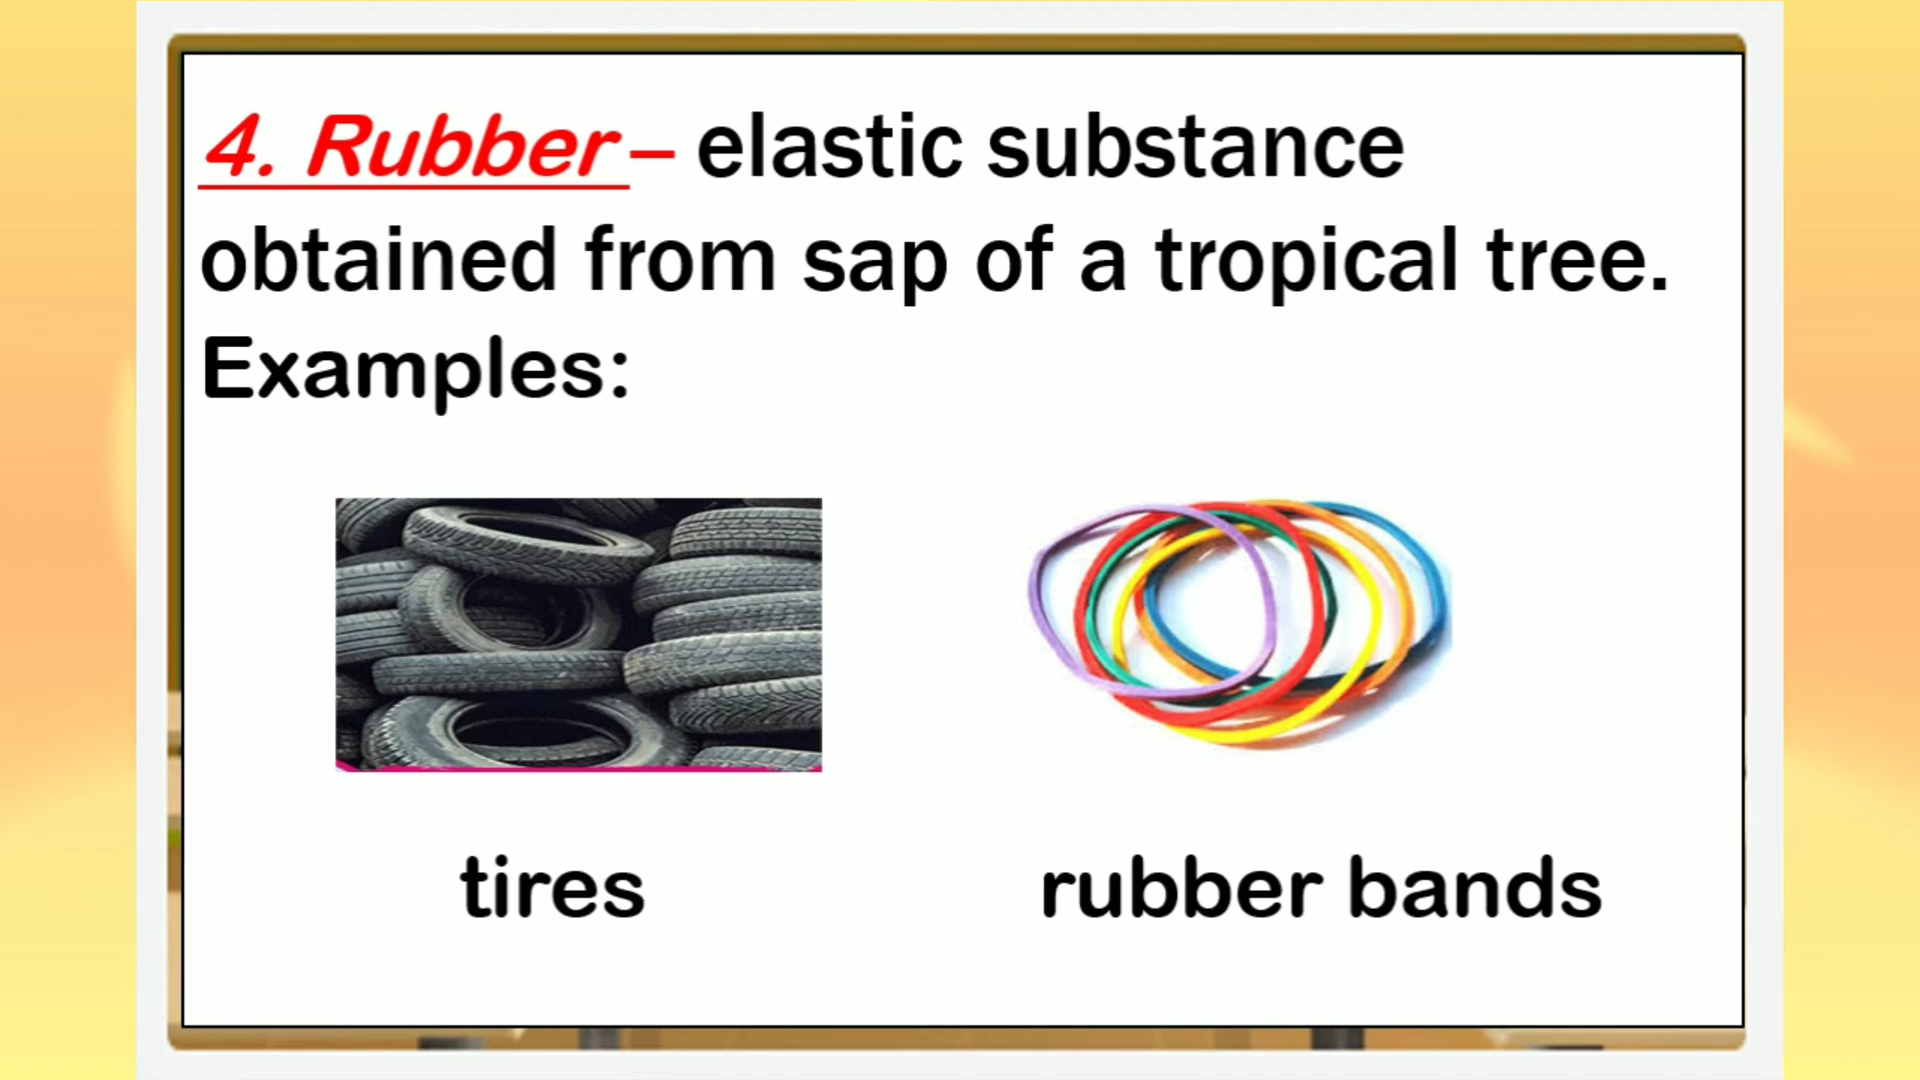 4. Rubber – elastic substance
obtained from sap of a tropical tree.
Examples:
tires
rubber bands